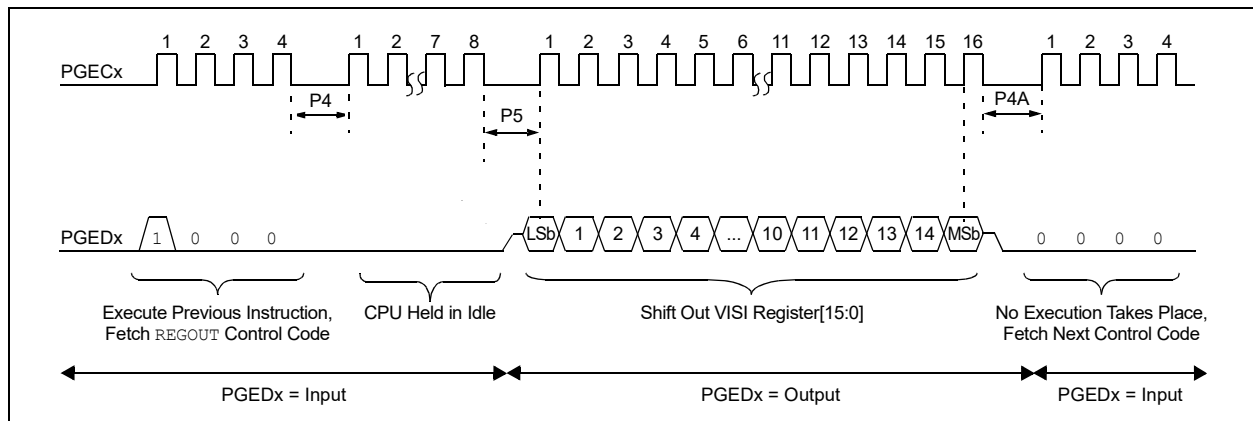 1 2 3 4 1 2 7 8 1 2 3 4 5 6 11 12 13 14 15 16 1 2 3 4
PGECx
P4 P5 P4A
PGEDx 1 0 0 0 LSb 1 2 3 4 ... 10 11 12 13 14 MSb 0 0 0 0
Execute Previous Instruction, CPU Held in Idle Shift Out VISI Register[15:0] No Execution Takes Place,
Fetch REGOUT Control Code Fetch Next Control Code
PGEDx = Input PGEDx = Output PGEDx = Input